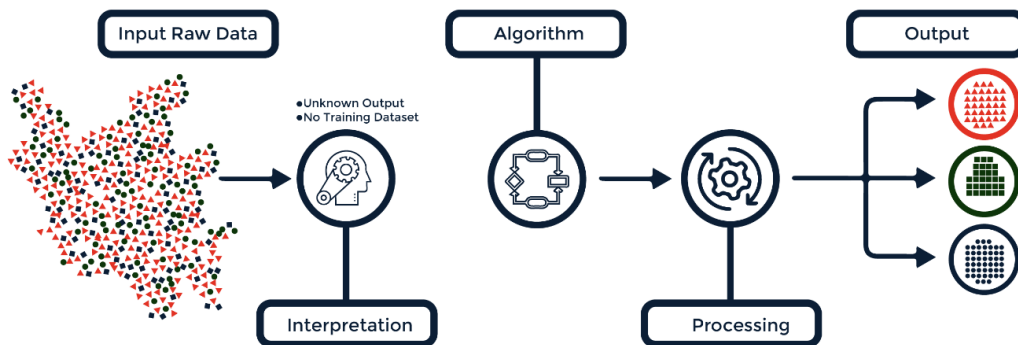 Input Raw Data
Algorithm
Output
●Unknown Output
●No Training Dataset
Interpretation
Processing